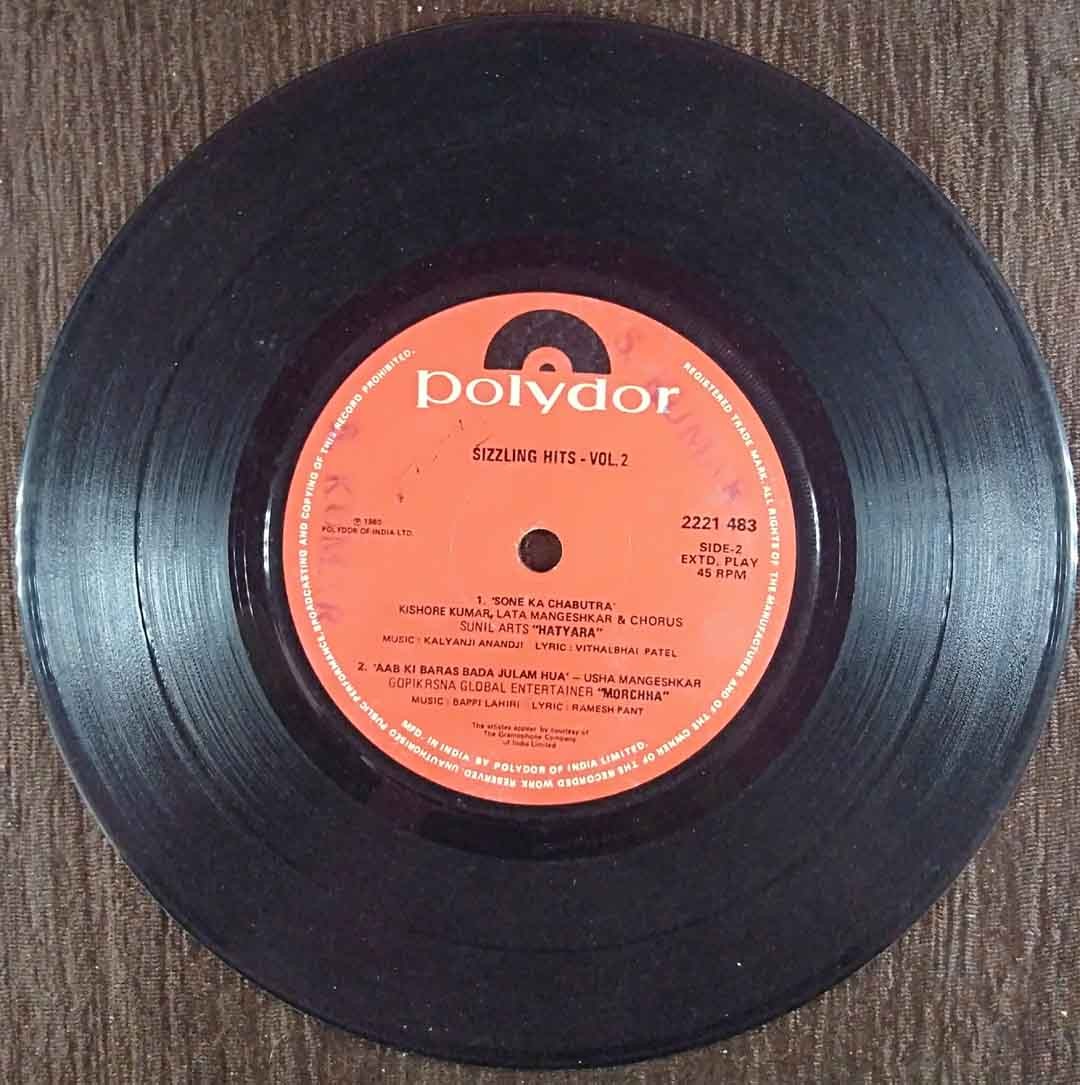 polydor
SIZZLING HITS - VOL. 2
℗ 1980
POLYDOR OF INDIA LTD.
2221 483
SIDE-2
EXTD. PLAY
45 RPM
1. 'SONE KA CHABUTRA'
KISHORE KUMAR, LATA MANGESHKAR & CHORUS
SUNIL ARTS "HATYARA"
MUSIC : KALYANJI ANANDJI LYRIC : VITHALBHAI PATEL
2. 'AAB KI BARAS BADA JULAM HUA' – USHA MANGESHKAR
GOPIKRSNA GLOBAL ENTERTAINER "MORCHHA"
MUSIC : BAPPI LAHIRI LYRIC : RAMESH PANT
The artistes appear by courtesy of
The Gramophone Company
of India Limited
REGISTERED TRADE MARK. ALL RIGHTS OF THE MANUFACTURER AND OF THE OWNER OF THE RECORDED WORK RESERVED. UNAUTHORISED PUBLIC PERFORMANCE, BROADCASTING AND COPYING OF THIS RECORD PROHIBITED.
MFD. IN INDIA BY POLYDOR OF INDIA LIMITED.
S KUMAR
S KUMAR